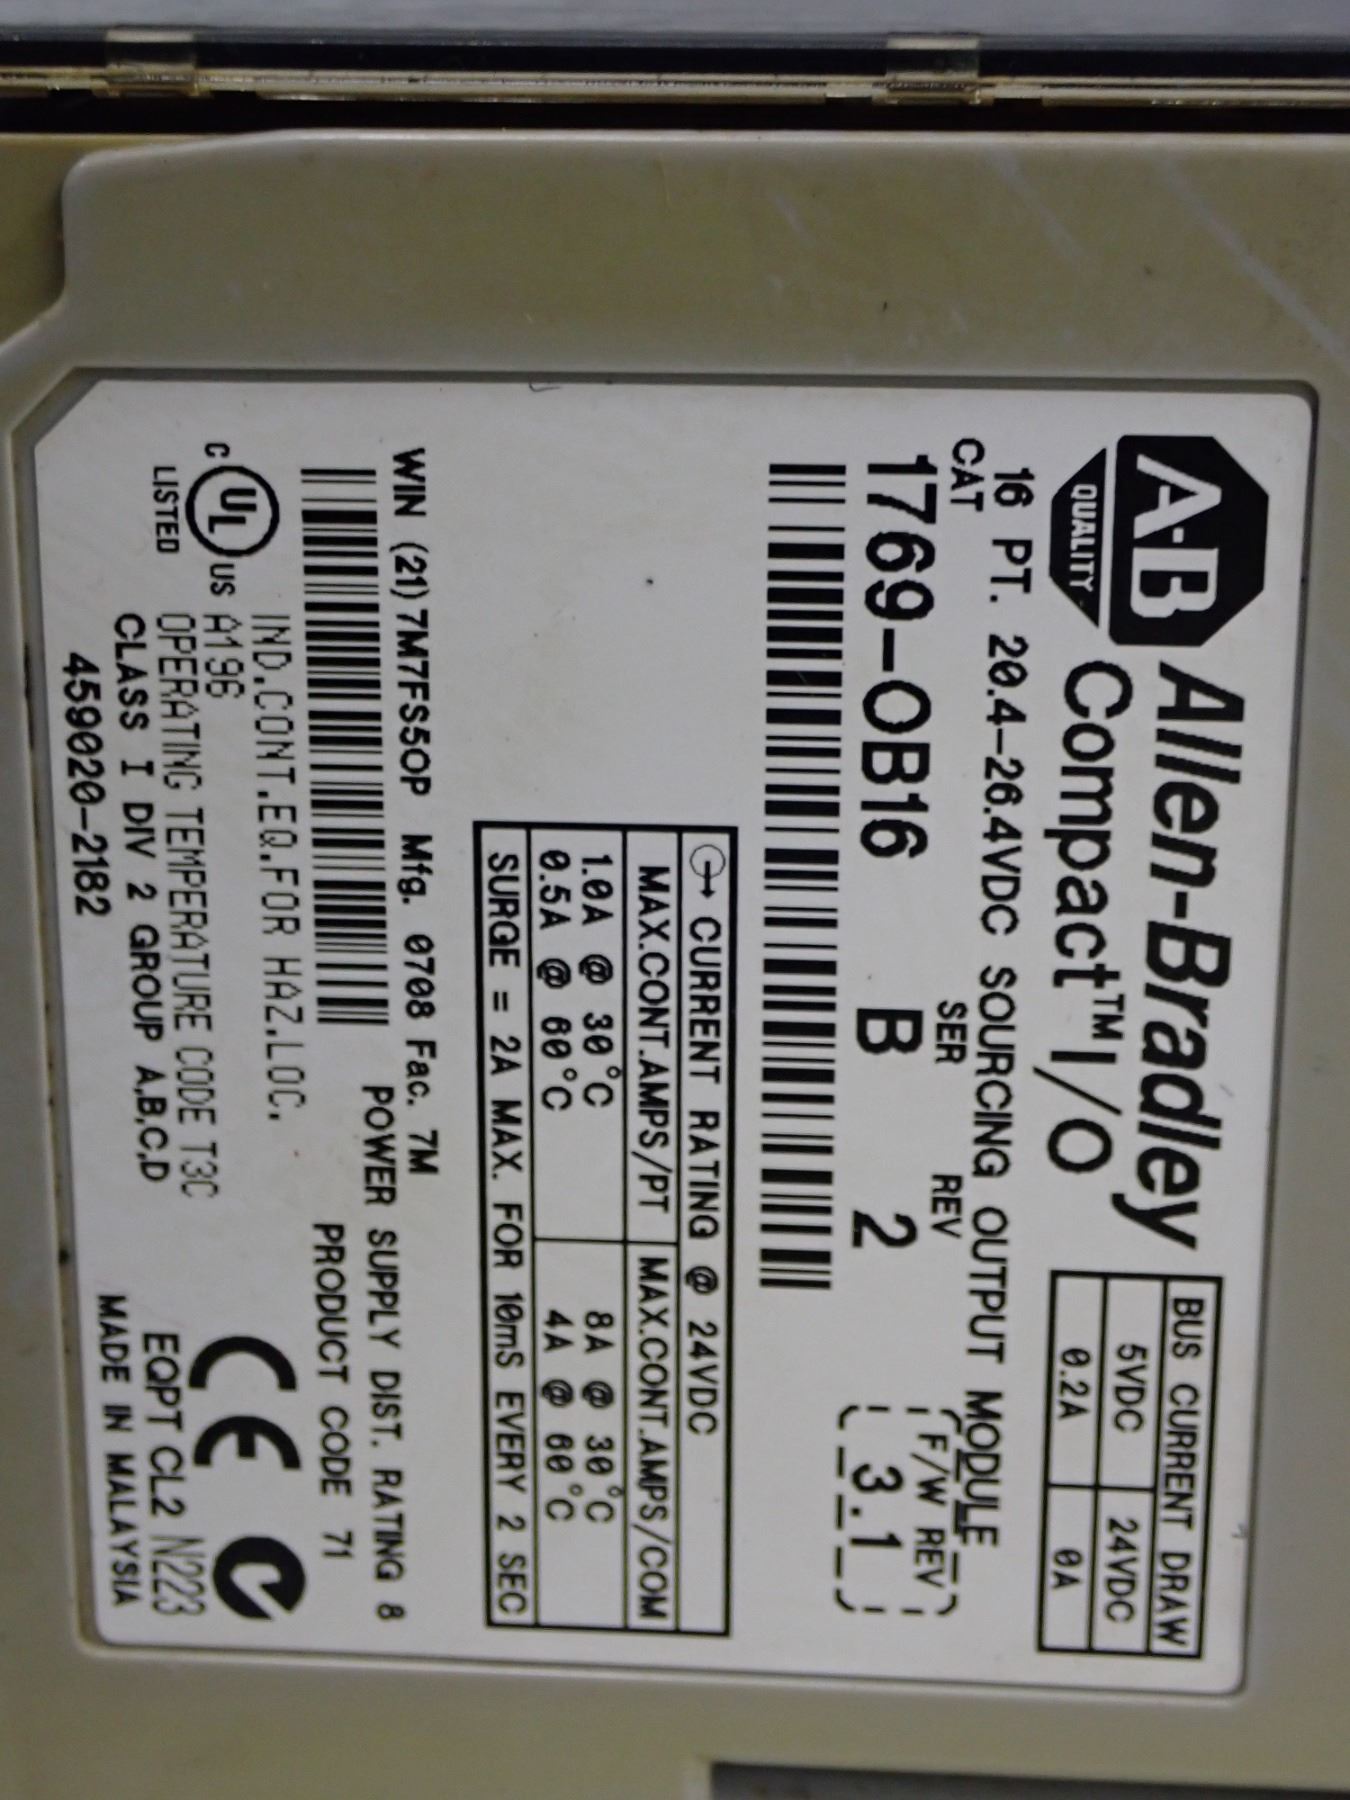 A-B QUALITY
Allen-Bradley
Compact™ I/O
BUS CURRENT DRAW
5VDC 24VDC
0.2A 0A
16 PT. 20.4-26.4VDC SOURCING OUTPUT MODULE
CAT SER REV F/W REV
1769-OB16 B 2 3.1
CURRENT RATING @ 24VDC
MAX.CONT.AMPS/PT MAX.CONT.AMPS/COM
1.0A @ 30°C 8A @ 30°C
0.5A @ 60°C 4A @ 60°C
SURGE = 2A MAX. FOR 10mS EVERY 2 SEC
WIN (21)7M7FS5OP Mfg. 0708 Fac. 7M
POWER SUPPLY DIST. RATING 8
PRODUCT CODE 71
C UL US LISTED
IND.CONT.EQ.FOR HAZ.LOC.
A196
OPERATING TEMPERATURE CODE T3C
CLASS I DIV 2 GROUP A,B,C,D
459020-2182
CE
EQPT CL2 N223
MADE IN MALAYSIA